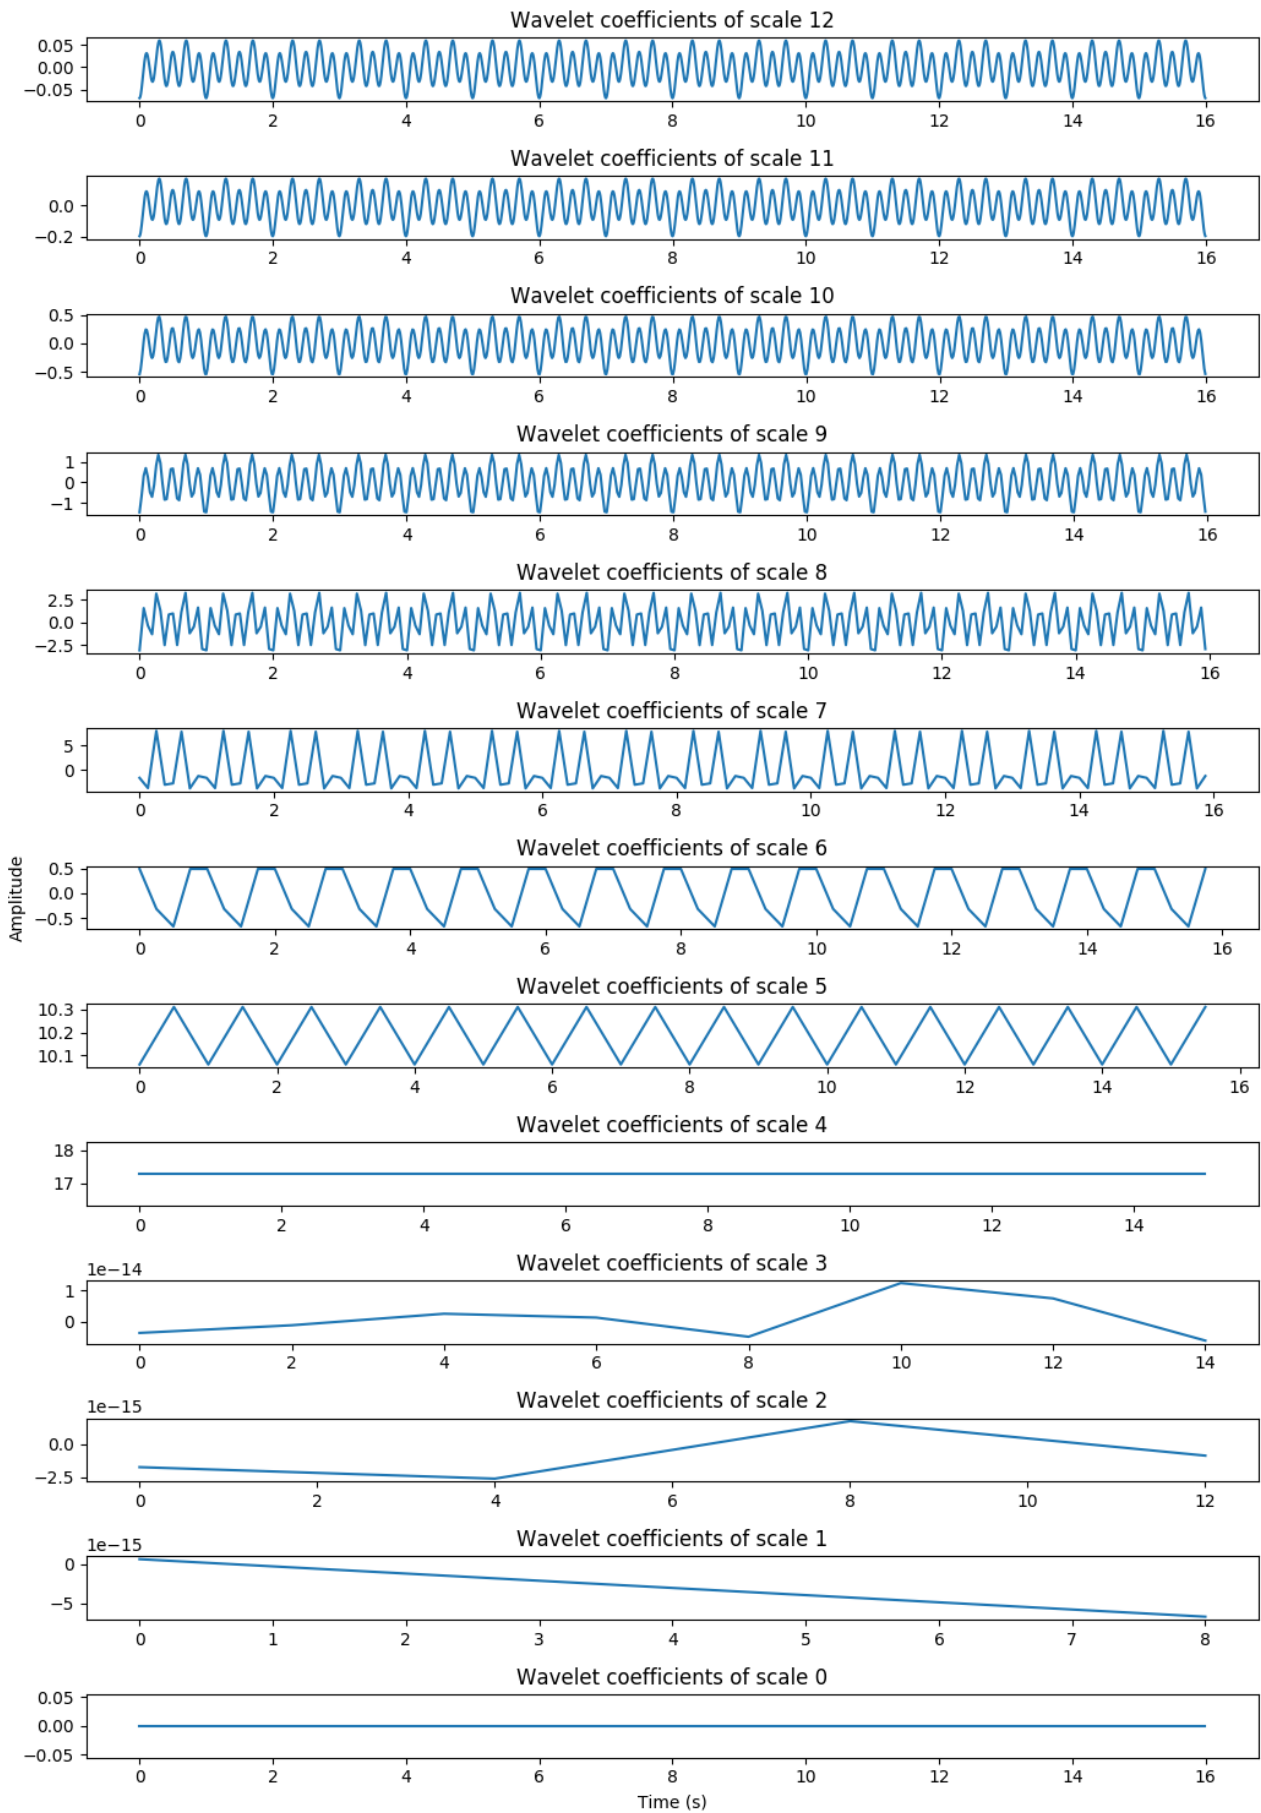 Wavelet coefficients of scale 12
0.05
0.00
−0.05
0 2 4 6 8 10 12 14 16
Wavelet coefficients of scale 11
0.0
−0.2
0 2 4 6 8 10 12 14 16
Wavelet coefficients of scale 10
0.5
0.0
−0.5
0 2 4 6 8 10 12 14 16
Wavelet coefficients of scale 9
1
0
−1
0 2 4 6 8 10 12 14 16
Wavelet coefficients of scale 8
2.5
0.0
−2.5
0 2 4 6 8 10 12 14 16
Wavelet coefficients of scale 7
5
0
0 2 4 6 8 10 12 14 16
Wavelet coefficients of scale 6
0.5
0.0
−0.5
0 2 4 6 8 10 12 14 16
Amplitude
Wavelet coefficients of scale 5
10.3
10.2
10.1
0 2 4 6 8 10 12 14 16
Wavelet coefficients of scale 4
18
17
0 2 4 6 8 10 12 14
Wavelet coefficients of scale 3
1e−14
1
0
0 2 4 6 8 10 12 14
Wavelet coefficients of scale 2
1e−15
0.0
−2.5
0 2 4 6 8 10 12
Wavelet coefficients of scale 1
1e−15
0
−5
0 1 2 3 4 5 6 7 8
Wavelet coefficients of scale 0
0.05
0.00
−0.05
0 2 4 6 8 10 12 14 16
Time (s)